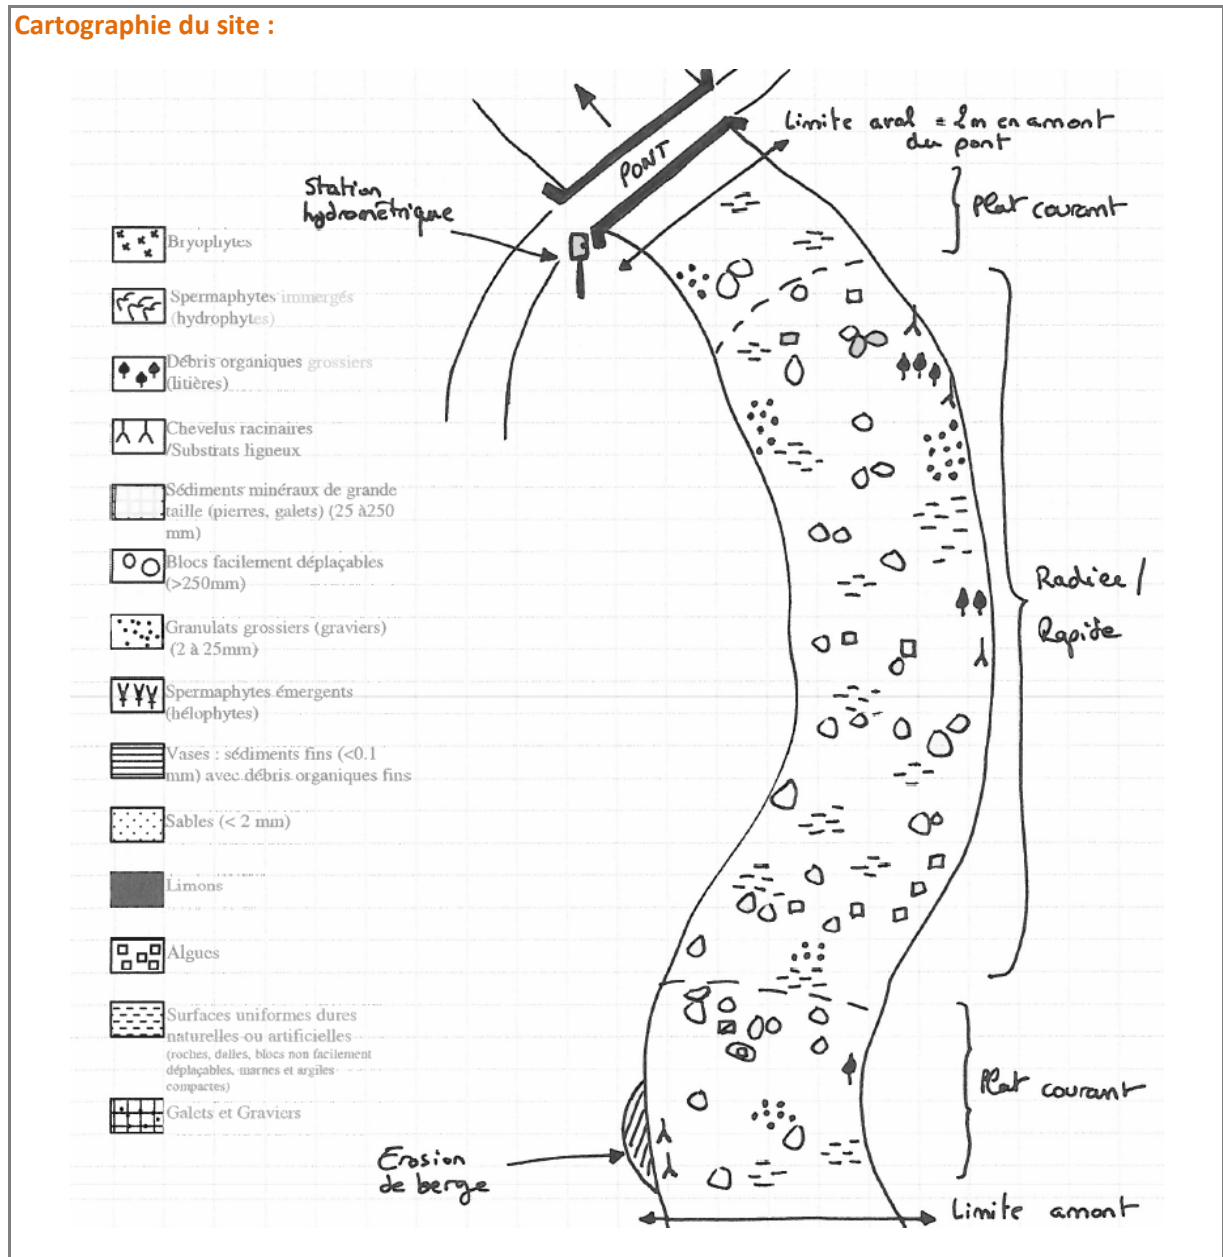 Cartographie du site :
Limite aval = 2m en amont
du pont
PONT
Station
hydrométrique
Plat courant
Bryophytes
Spermaphytes immergés
(hydrophytes)
Débris organiques grossiers
(litières)
Chevelus racinaires
/Substrats ligneux
Sédiments minéraux de grande
taille (pierres, galets) (25 à250
mm)
Blocs facilement déplaçables
(>250mm)
Radier /
Rapide
Granulats grossiers (graviers)
(2 à 25mm)
Spermaphytes émergents
(hélophytes)
Vases : sédiments fins (<0.1
mm) avec débris organiques fins
Sables (< 2 mm)
Limons
Algues
Surfaces uniformes dures
naturelles ou artificielles
(roches, dalles, blocs non facilement
déplaçables, marnes et argiles
compactes)
Galets et Graviers
Plat courant
Erosion
de berge
Limite amont